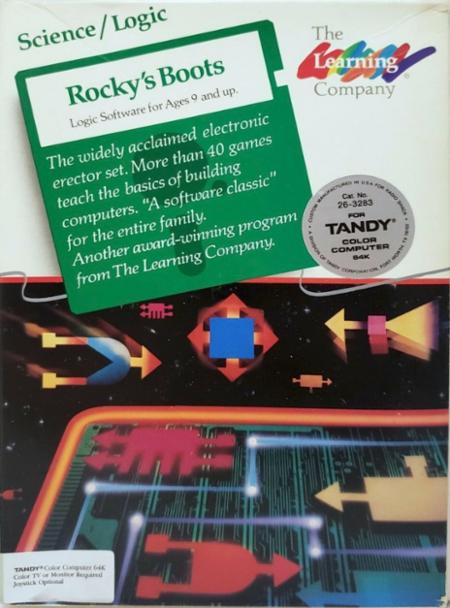 Science/Logic
The
Learning®
Company
Rocky's Boots
Logic Software for Ages 9 and up.
The widely acclaimed electronic
erector set. More than 40 games
teach the basics of building
computers. "A software classic"
for the entire family.
Another award-winning program
from The Learning Company.
CUSTOM MANUFACTURED IN U.S.A. FOR RADIO SHACK
Cat. No.
26-3283
FOR
TANDY®
COLOR
COMPUTER
64K
A DIVISION OF TANDY CORPORATION, FORT WORTH, TX 76102
TANDY® Color Computer 64K
Color TV or Monitor Required
Joystick Optional